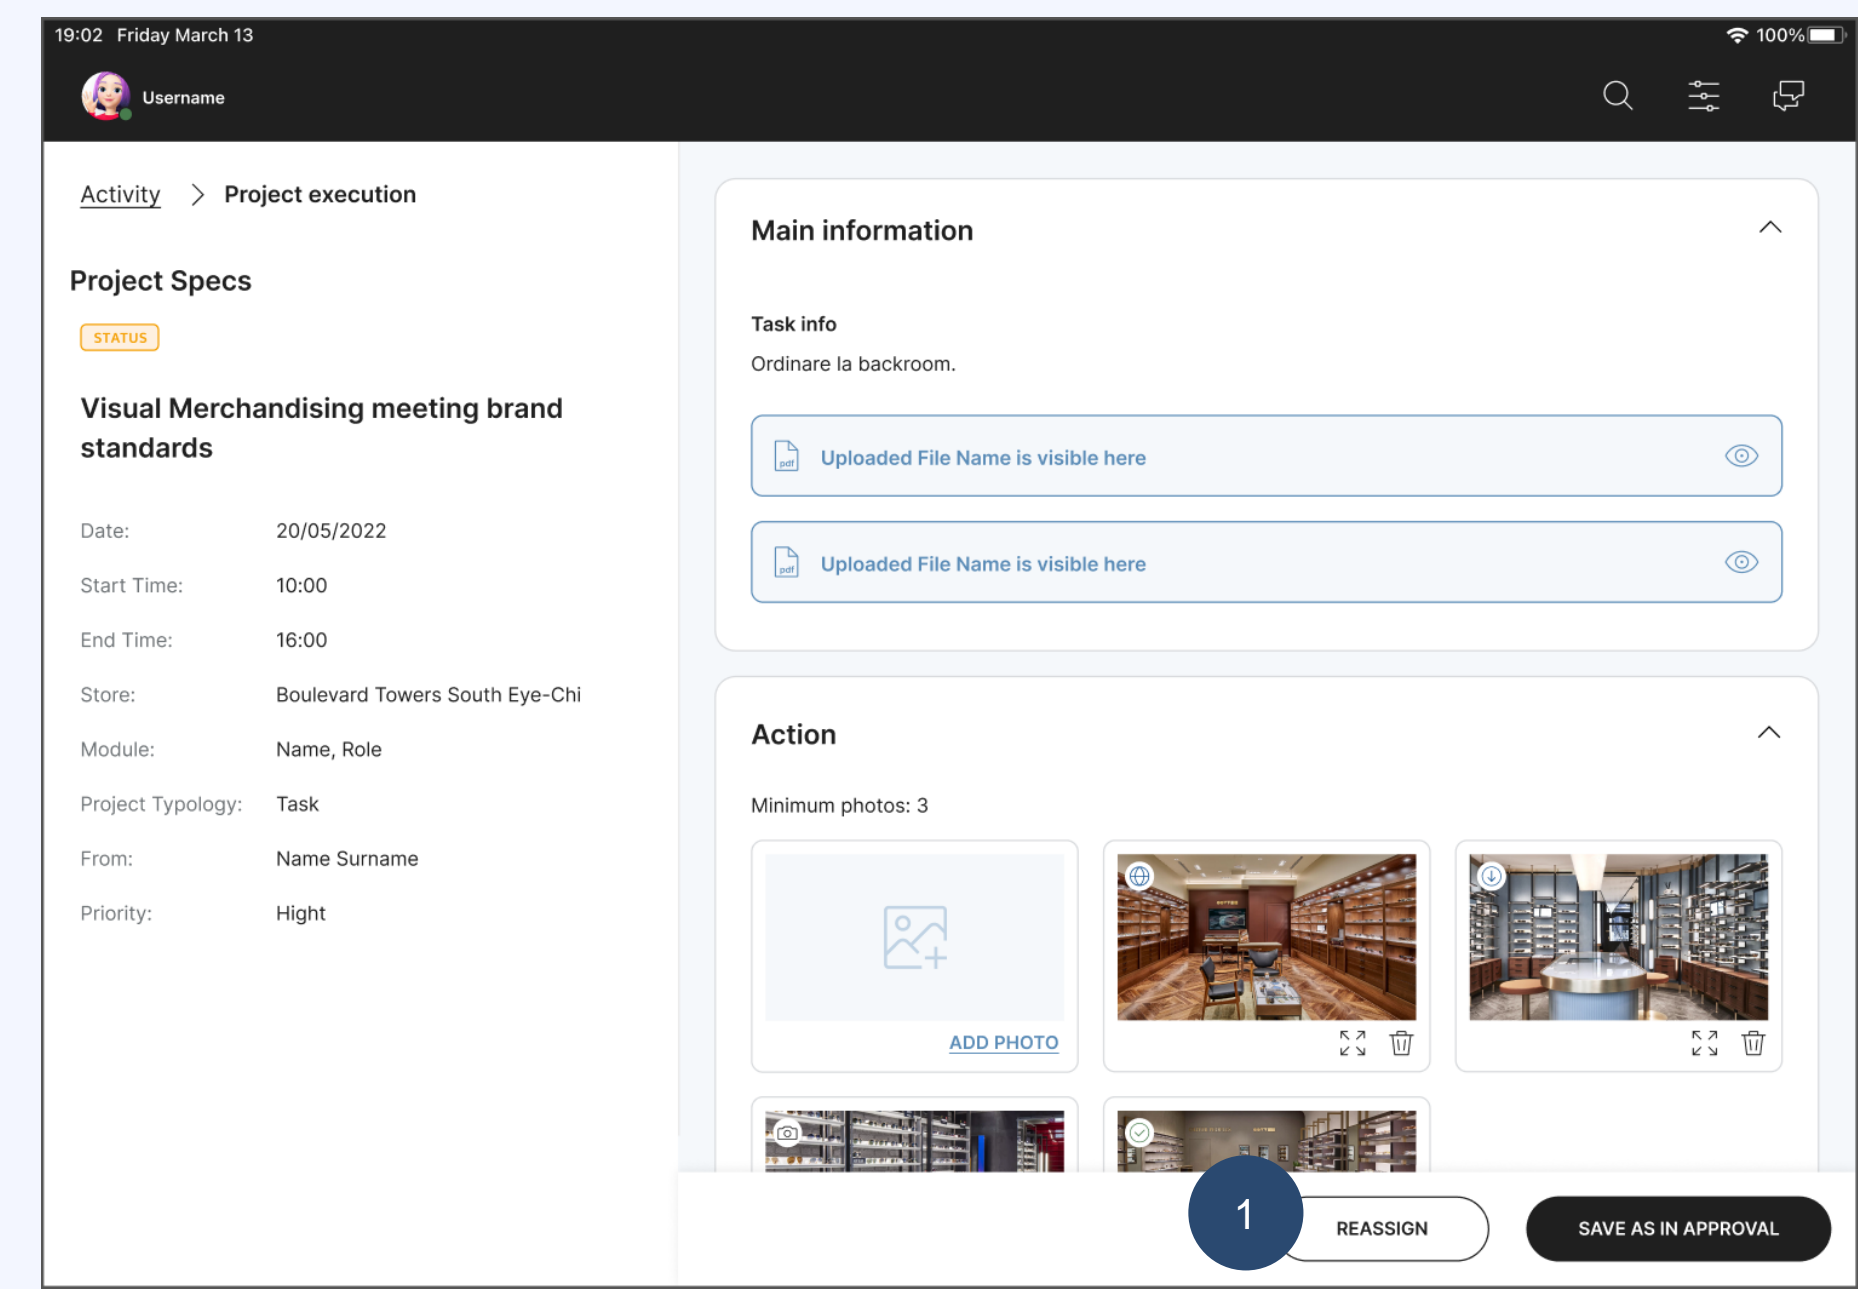 19:02 Friday March 13
100%
Username
Activity > Project execution
Project Specs
STATUS
Visual Merchandising meeting brand
standards
Date: 20/05/2022
Start Time: 10:00
End Time: 16:00
Store: Boulevard Towers South Eye-Chi
Module: Name, Role
Project Typology: Task
From: Name Surname
Priority: Hight
Main information
Task info
Ordinare la backroom.
pdf Uploaded File Name is visible here
pdf Uploaded File Name is visible here
Action
Minimum photos: 3
ADD PHOTO
1
REASSIGN
SAVE AS IN APPROVAL